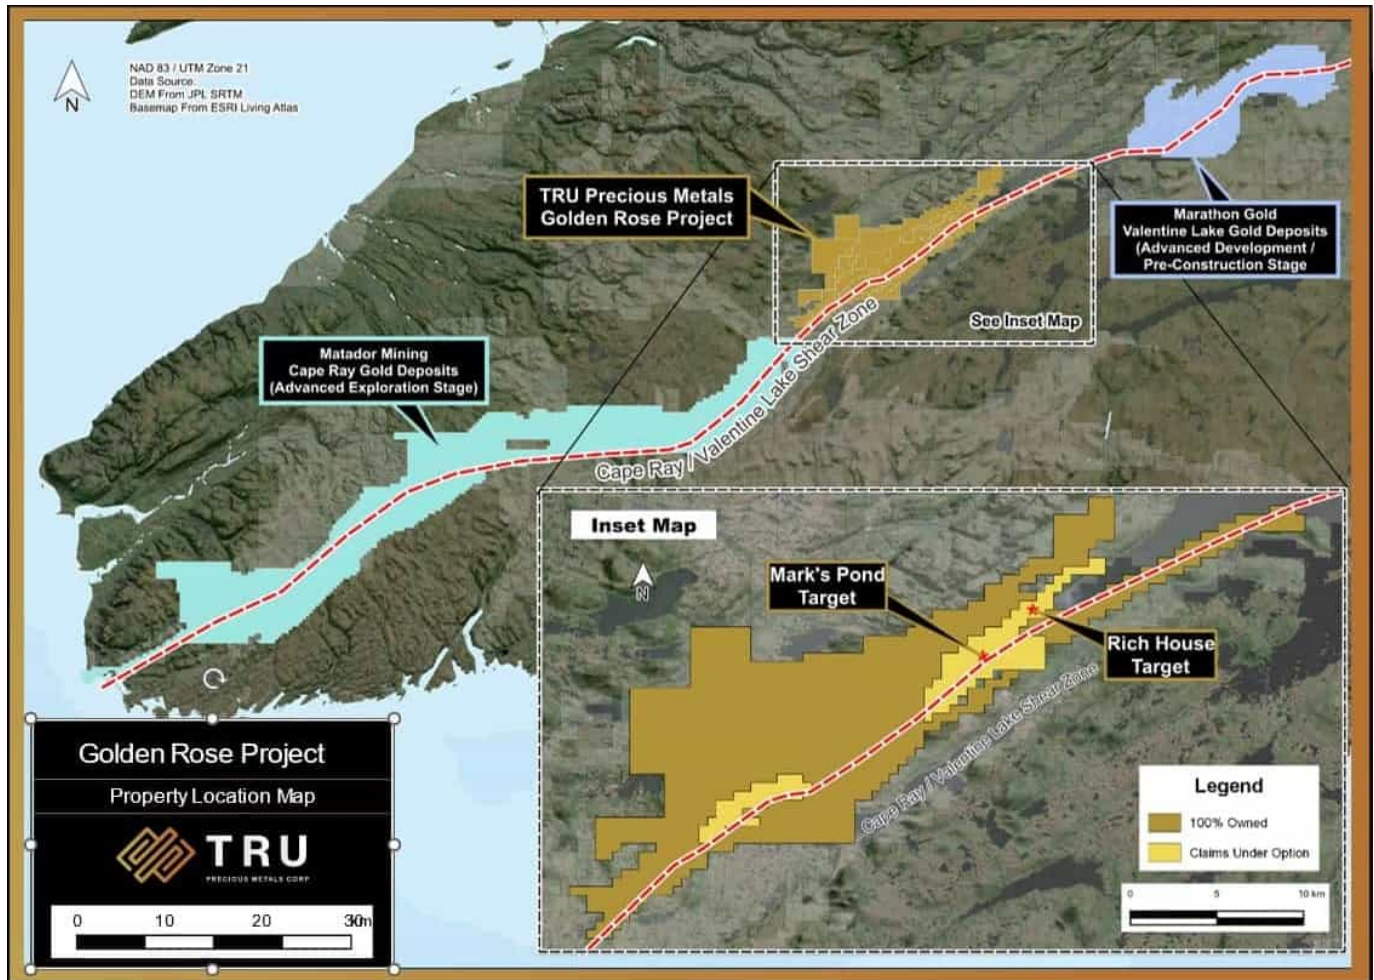 NAD 83 / UTM Zone 21
Data Source.
DEM From JPL SRTM
Basemap From ESRI Living Atlas
N
TRU Precious Metals
Golden Rose Project
Marathon Gold
Valentine Lake Gold Deposits
(Advanced Development /
Pre-Construction Stage
See Inset Map
Matador Mining
Cape Ray Gold Deposits
(Advanced Exploration Stage)
Cape Ray / Valentine Lake Shear Zone
Inset Map
N
Mark's Pond
Target
Rich House
Target
Cape Ray / Valentine Lake Shear Zone
Legend
100% Owned
Claims Under Option
0 5 10 km
Golden Rose Project
Property Location Map
TRU
PRECIOUS METALS CORP
0 10 20 30km